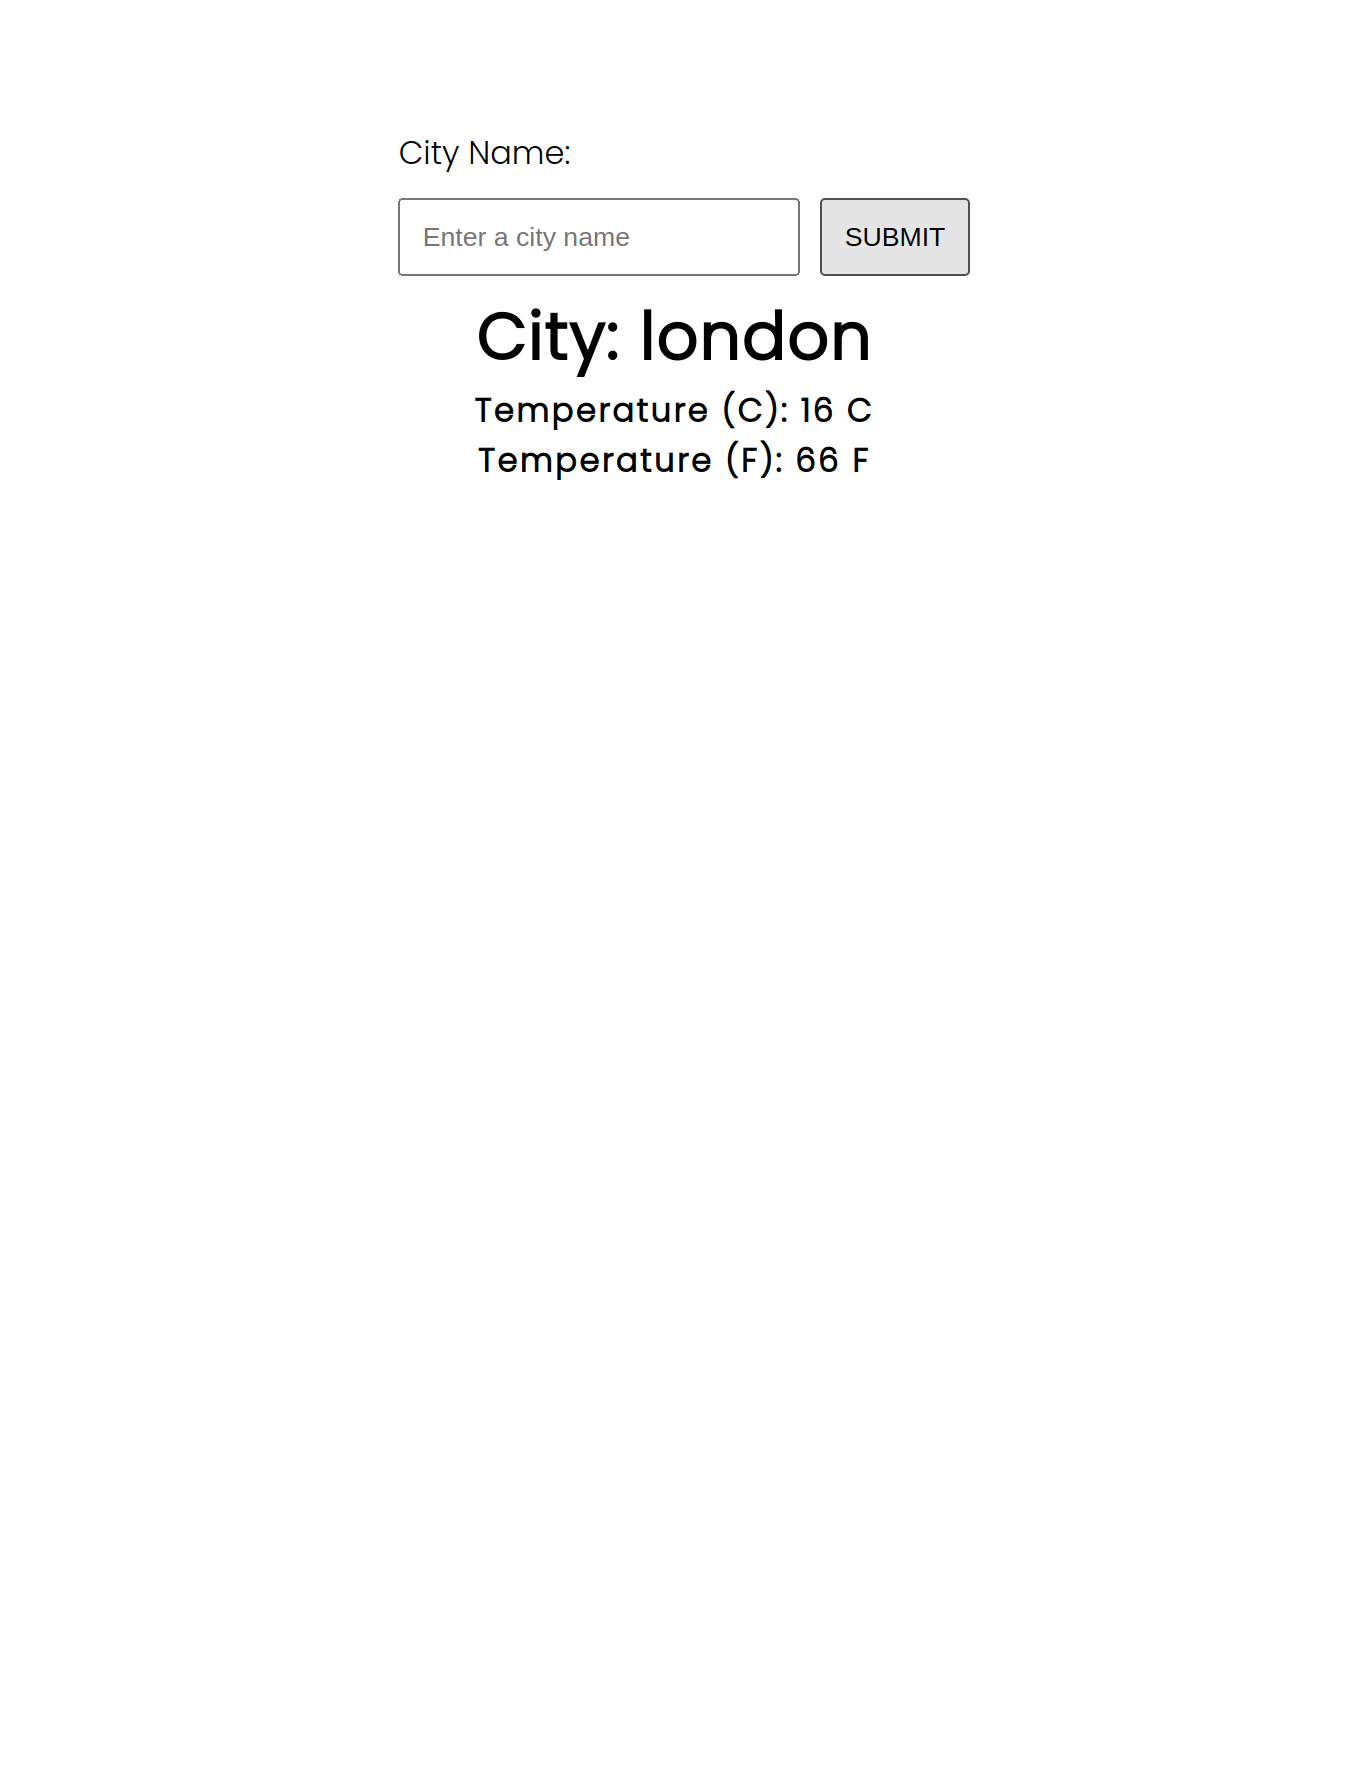 City Name:
Enter a city name
SUBMIT
City: london
Temperature (C): 16 C
Temperature (F): 66 F